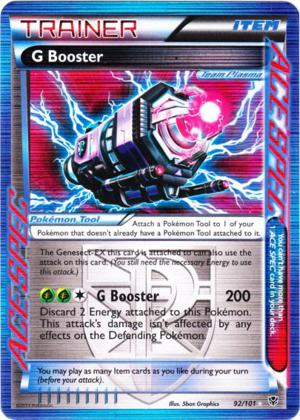 TRAINER
ITEM
G Booster
Team Plasma
ACE SPEC
You can't have more than 1
ACE SPEC card in your deck.
ACE SPEC
Pokémon Tool
Attach a Pokémon Tool to 1 of your
Pokémon that doesn't already have a Pokémon Tool attached to it.
The Genesect-EX this card is attached to can also use the
attack on this card. (You still need the necessary Energy to use
this attack.)
G Booster 200
Discard 2 Energy attached to this Pokémon.
This attack's damage isn't affected by any
effects on the Defending Pokémon.
You may play as many Item cards as you like during your turn (before
your attack).
Illus. 5ban Graphics
92/101